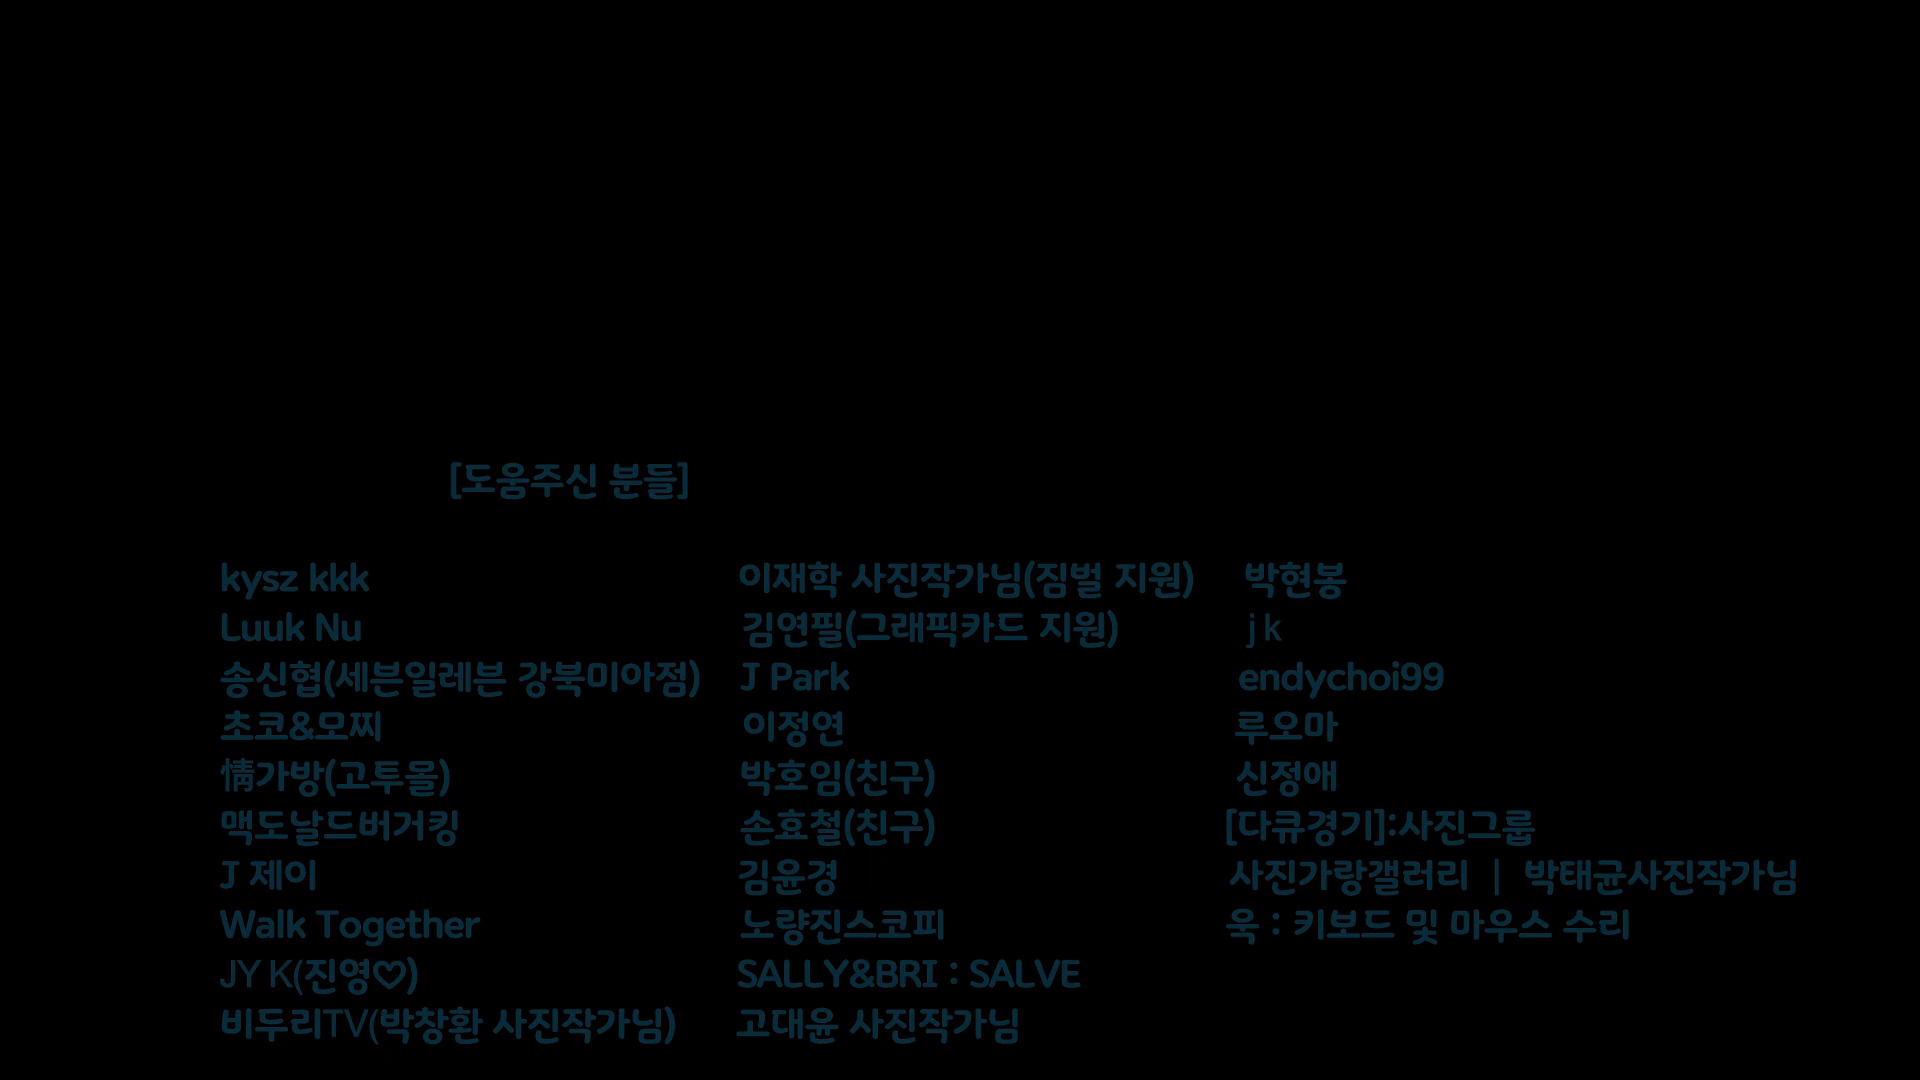 [도움주신 분들]
kysz kkk
Luuk Nu
송신협(세븐일레븐 강북미아점)
초코&모찌
情가방(고투몰)
맥도날드버거킹
J 제이
Walk Together
JY K(진영♡)
비두리TV(박창환 사진작가님)
이재학 사진작가님(짐벌 지원)
김연필(그래픽카드 지원)
J Park
이정연
박호임(친구)
손효철(친구)
김윤경
노량진스코피
SALLY&BRI : SALVE
고대윤 사진작가님
박현봉
j k
endychoi99
루오마
신정애
[다큐경기]:사진그룹
사진가랑갤러리 | 박태균사진작가님
욱 : 키보드 및 마우스 수리